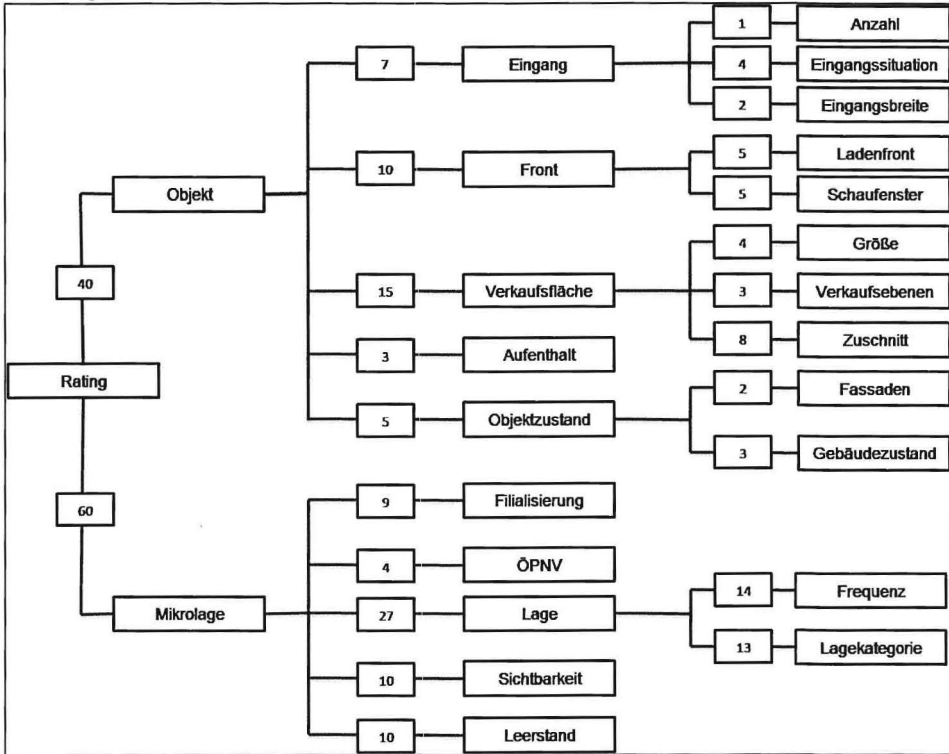 1 Anzahl
7 Eingang 4 Eingangssituation
2 Eingangsbreite
10 Front 5 Ladenfront
Objekt 5 Schaufenster
4 Größe
40 15 Verkaufsfläche 3 Verkaufsebenen
3 Aufenthalt 8 Zuschnitt
Rating 2 Fassaden
5 Objektzustand
3 Gebäudezustand
60 9 Filialisierung
4 ÖPNV
14 Frequenz
Mikrolage 27 Lage
13 Lagekategorie
10 Sichtbarkeit
10 Leerstand